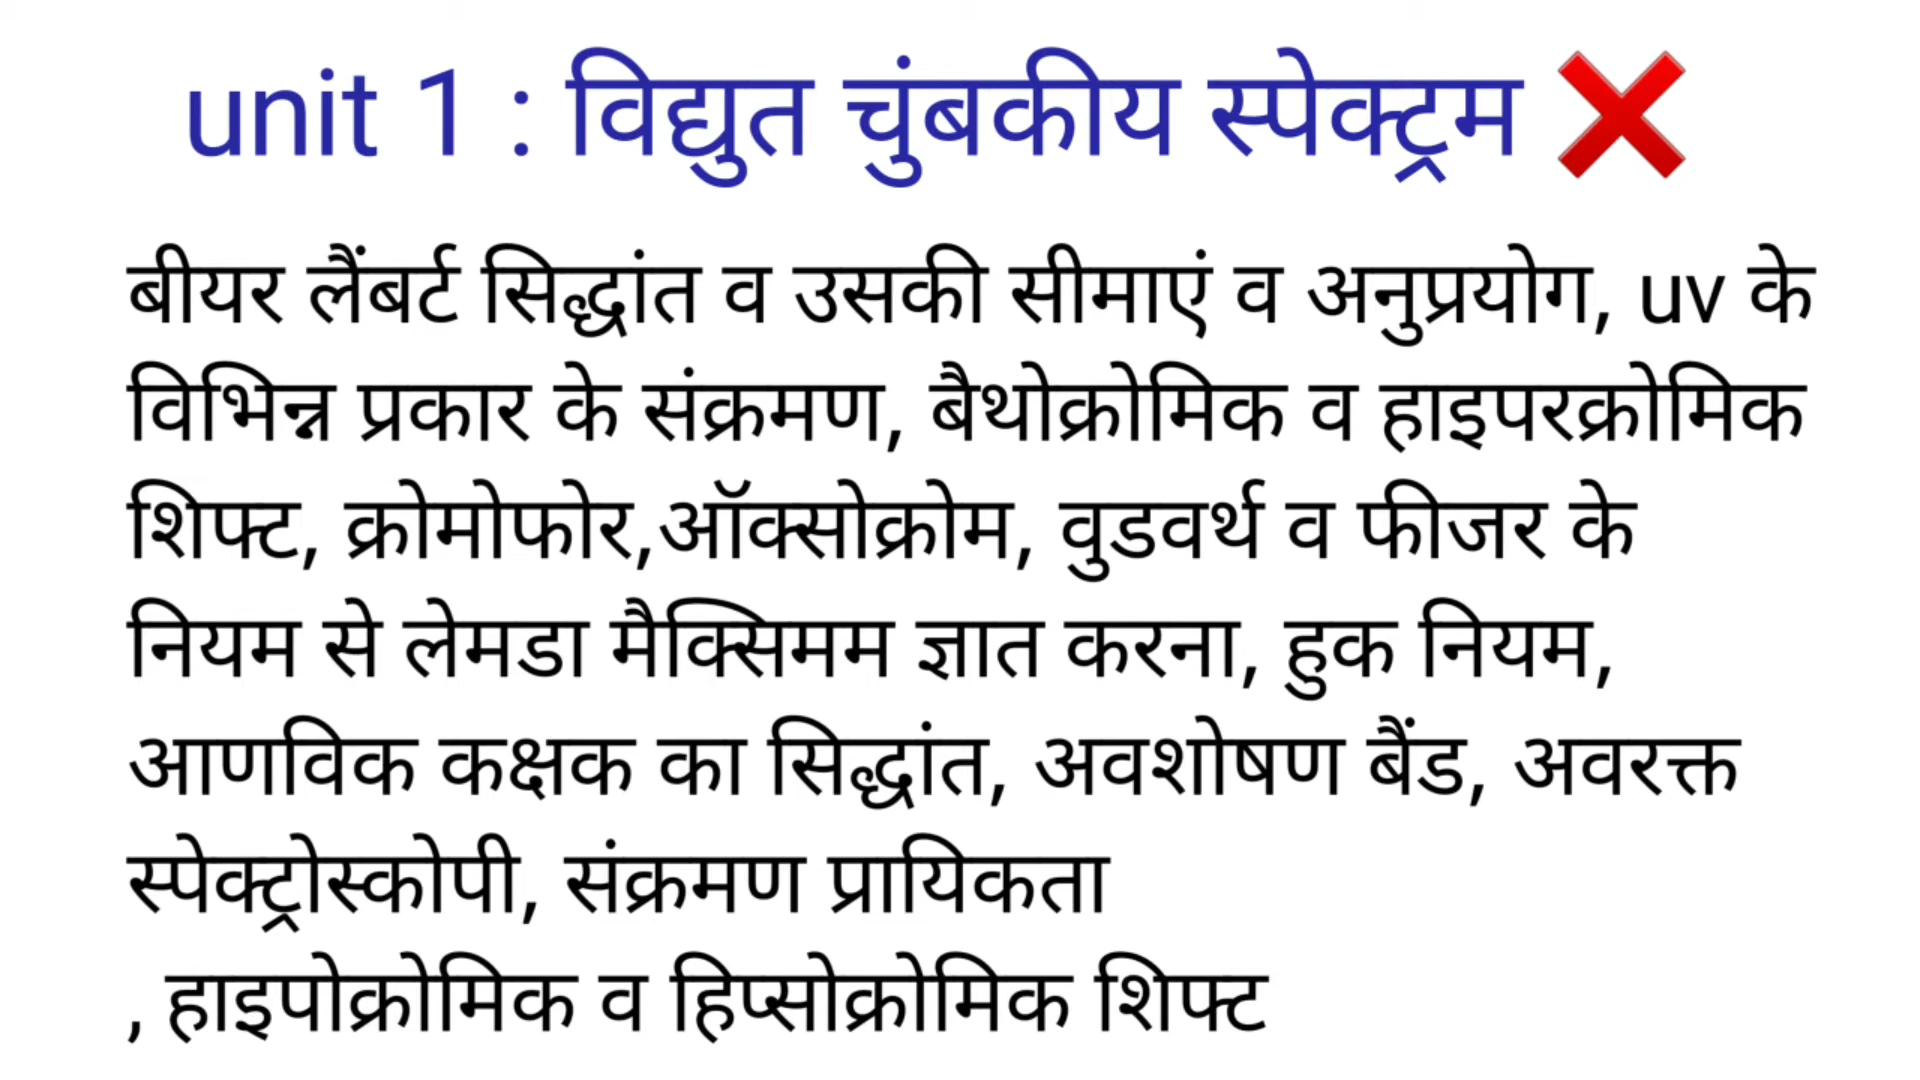 unit 1 : विद्युत चुंबकीय स्पेक्ट्रम ❌
बीयर लैंबर्ट सिद्धांत व उसकी सीमाएं व अनुप्रयोग, uv के
विभिन्न प्रकार के संक्रमण, बैथोक्रोमिक व हाइपरक्रोमिक
शिफ्ट, क्रोमोफोर,ऑक्सोक्रोम, वुडवर्थ व फीजर के
नियम से लेमडा मैक्सिमम ज्ञात करना, हुक नियम,
आणविक कक्षक का सिद्धांत, अवशोषण बैंड, अवरक्त
स्पेक्ट्रोस्कोपी, संक्रमण प्रायिकता
, हाइपोक्रोमिक व हिप्सोक्रोमिक शिफ्ट